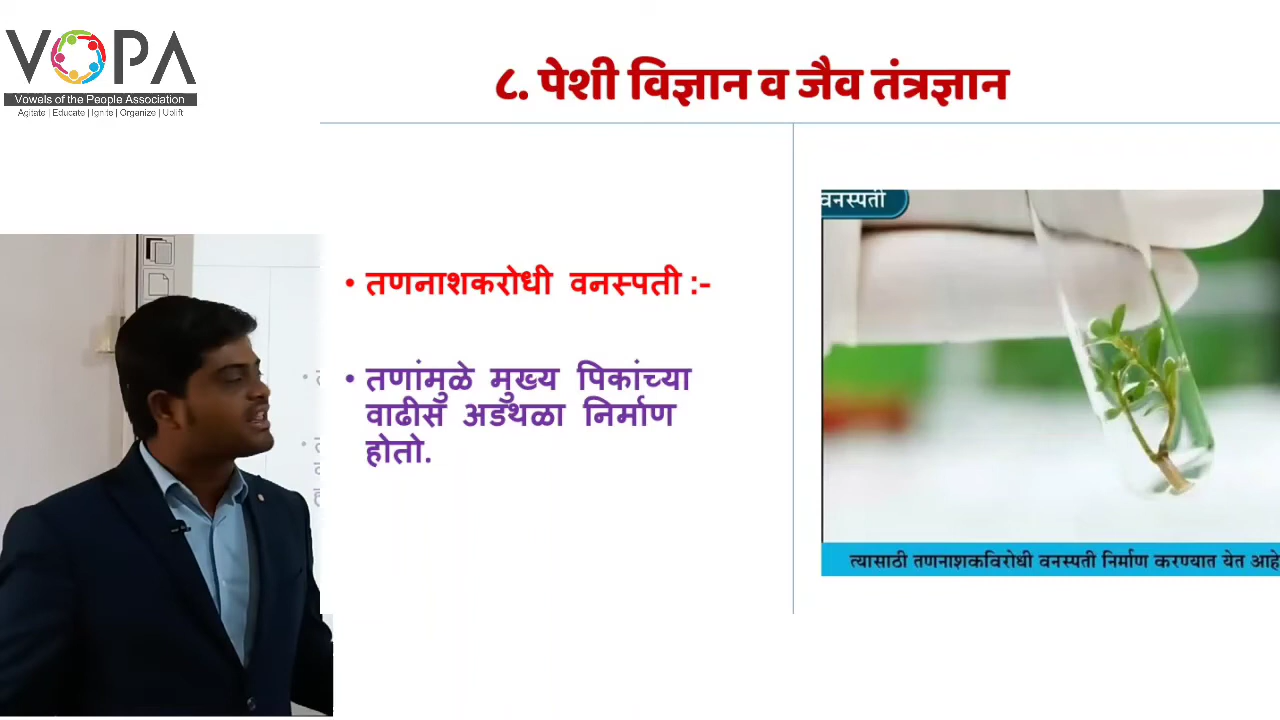 VOPA
Vowels of the People Association
Agitate | Educate | Ignite | Organize | Uplift
८. पेशी विज्ञान व जैव तंत्रज्ञान
• तणनाशकरोधी वनस्पती :-
• तणांमुळे मुख्य पिकांच्या
वाढीस अडथळा निर्माण
होतो.
वनस्पती
त्यासाठी तणनाशकविरोधी वनस्पती निर्माण करण्यात येत आहे